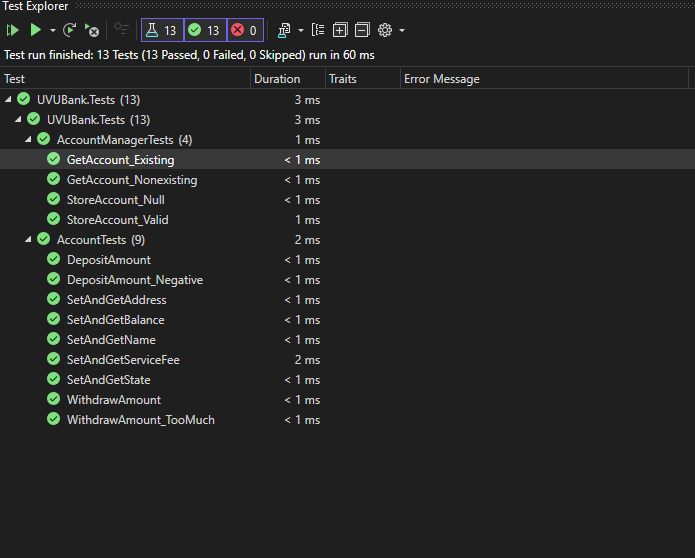 Test Explorer
13 13 0
Test run finished: 13 Tests (13 Passed, 0 Failed, 0 Skipped) run in 60 ms
Test Duration Traits Error Message
UVUBank.Tests (13) 3 ms
UVUBank.Tests (13) 3 ms
AccountManagerTests (4) 1 ms
GetAccount_Existing < 1 ms
GetAccount_Nonexisting < 1 ms
StoreAccount_Null < 1 ms
StoreAccount_Valid 1 ms
AccountTests (9) 2 ms
DepositAmount < 1 ms
DepositAmount_Negative < 1 ms
SetAndGetAddress < 1 ms
SetAndGetBalance < 1 ms
SetAndGetName < 1 ms
SetAndGetServiceFee 2 ms
SetAndGetState < 1 ms
WithdrawAmount < 1 ms
WithdrawAmount_TooMuch < 1 ms